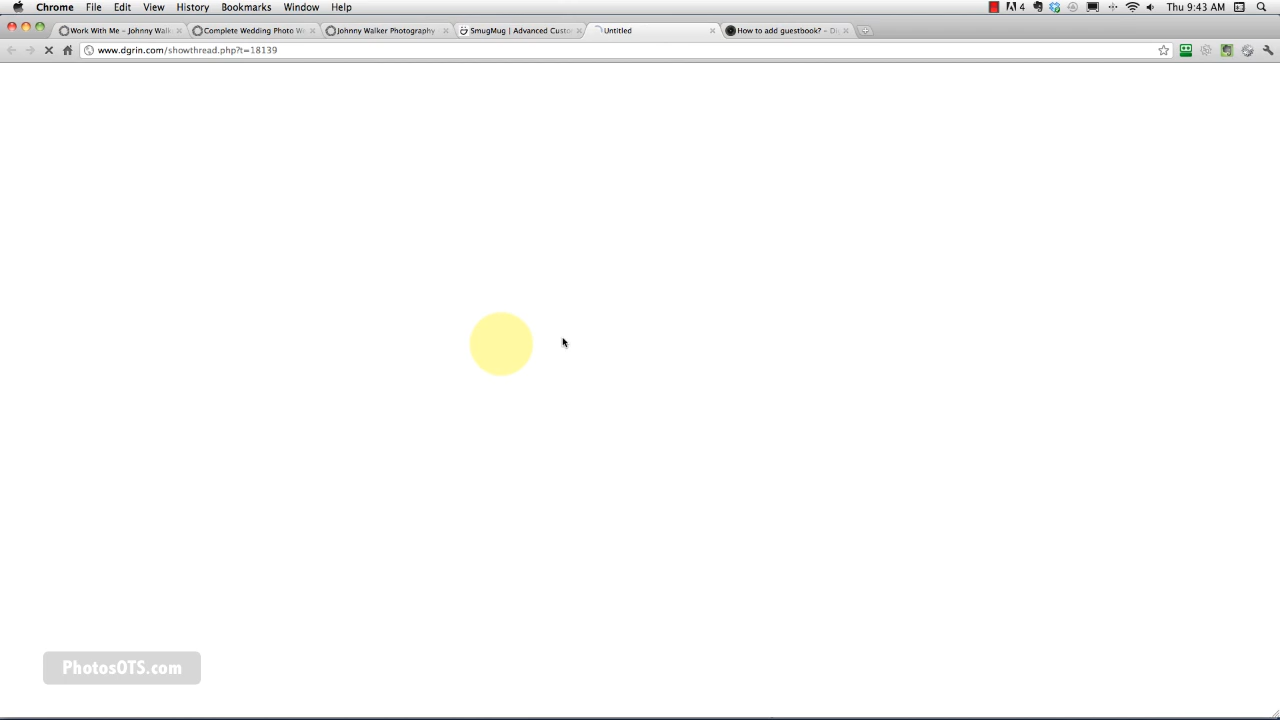 Chrome File Edit View History Bookmarks Window Help
4 Thu 9:43 AM
Work With Me – Johnny Walk
Complete Wedding Photo W
Johnny Walker Photography
SmugMug | Advanced Custo
Untitled
How to add guestbook? – Di
www.dgrin.com/showthread.php?t=18139
PhotosOTS.com